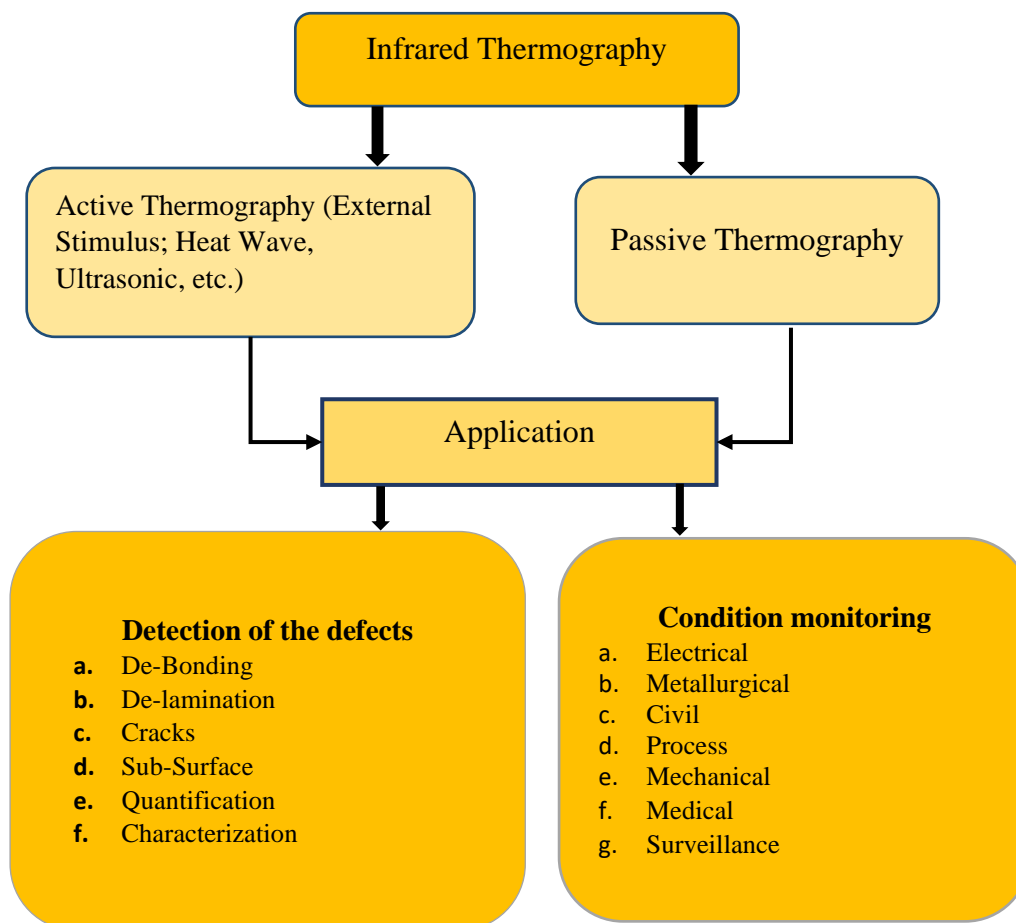 Infrared Thermography
Active Thermography (External
Stimulus; Heat Wave,
Ultrasonic, etc.)
Passive Thermography
Application
Detection of the defects
a. De-Bonding
b. De-lamination
c. Cracks
d. Sub-Surface
e. Quantification
f. Characterization
Condition monitoring
a. Electrical
b. Metallurgical
c. Civil
d. Process
e. Mechanical
f. Medical
g. Surveillance